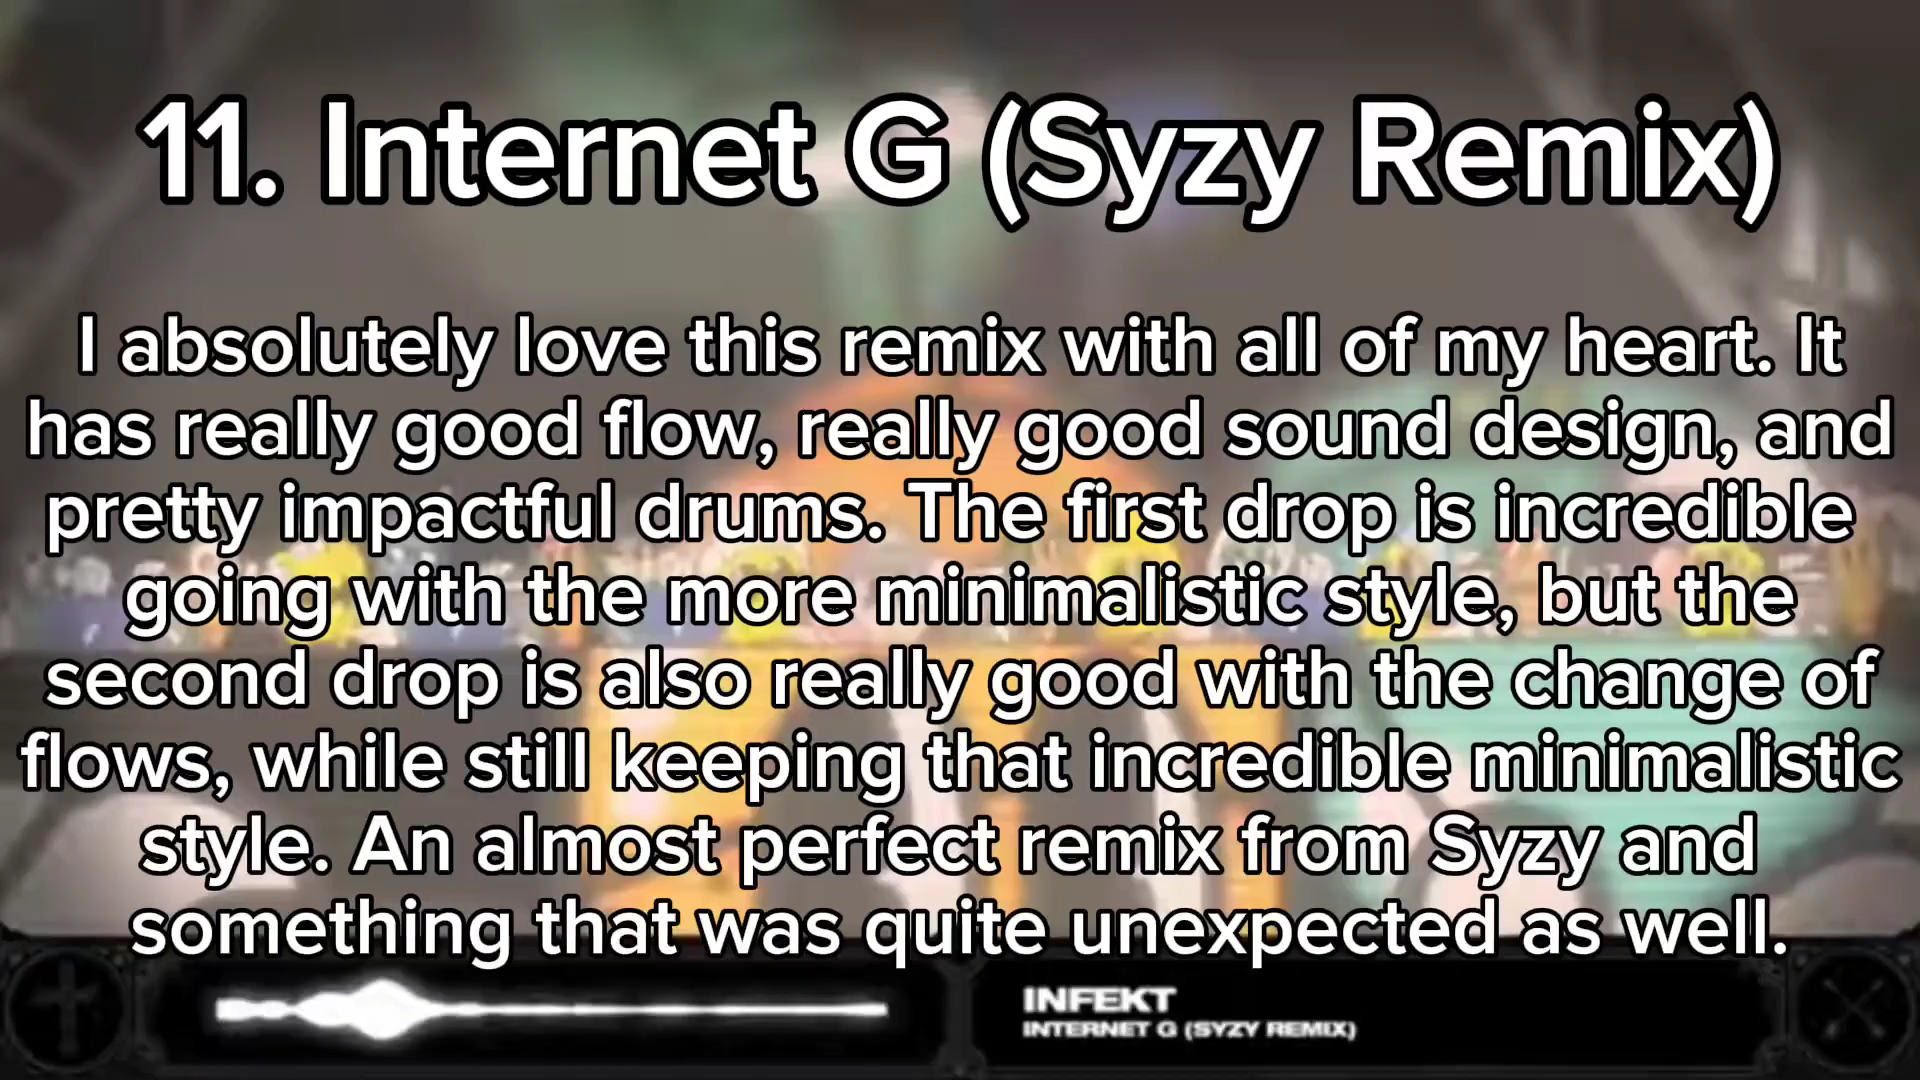 11. Internet G (Syzy Remix)
I absolutely love this remix with all of my heart. It
has really good flow, really good sound design, and
pretty impactful drums. The first drop is incredible
going with the more minimalistic style, but the
second drop is also really good with the change of
flows, while still keeping that incredible minimalistic
style. An almost perfect remix from Syzy and
something that was quite unexpected as well.
INFEKT
INTERNET G (SYZY REMIX)